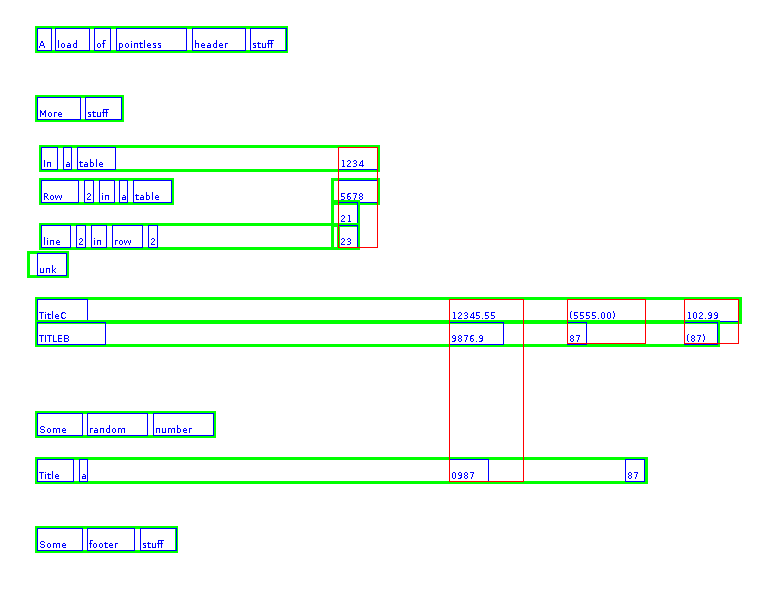 A load of pointless header stuff
More stuff
In a table 1234
Row 2 in a table 5678
21
line 2 in row 2 23
unk
TitleC 12345.55 (5555.00) 102.99
TITLEB 9876.9 87 (87)
Some random number
Title a 0987 87
Some footer stuff